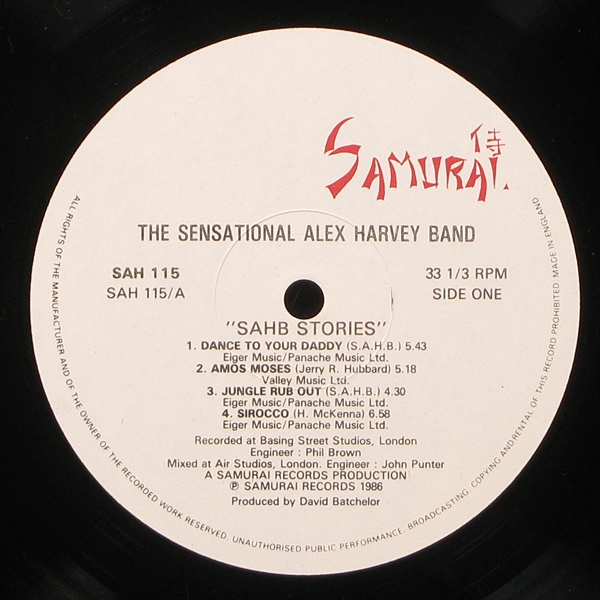 SAMURAI.
THE SENSATIONAL ALEX HARVEY BAND
SAH 115
33 1/3 RPM
SAH 115/A
SIDE ONE
"SAHB STORIES"
1. DANCE TO YOUR DADDY (S.A.H.B.) 5.43
Eiger Music/Panache Music Ltd.
2. AMOS MOSES (Jerry R. Hubbard) 5.18
Valley Music Ltd.
3. JUNGLE RUB OUT (S.A.H.B.) 4.30
Eiger Music/Panache Music Ltd.
4. SIROCCO (H. McKenna) 6.58
Eiger Music/Panache Music Ltd.
Recorded at Basing Street Studios, London
Engineer : Phil Brown
Mixed at Air Studios, London. Engineer : John Punter
A SAMURAI RECORDS PRODUCTION
℗ SAMURAI RECORDS 1986
Produced by David Batchelor
ALL RIGHTS OF THE MANUFACTURER AND OF THE OWNER OF THE RECORDED WORK RESERVED. UNAUTHORISED PUBLIC PERFORMANCE. BROADCASTING. COPYING AND RENTAL OF THIS RECORD PROHIBITED. MADE IN ENGLAND